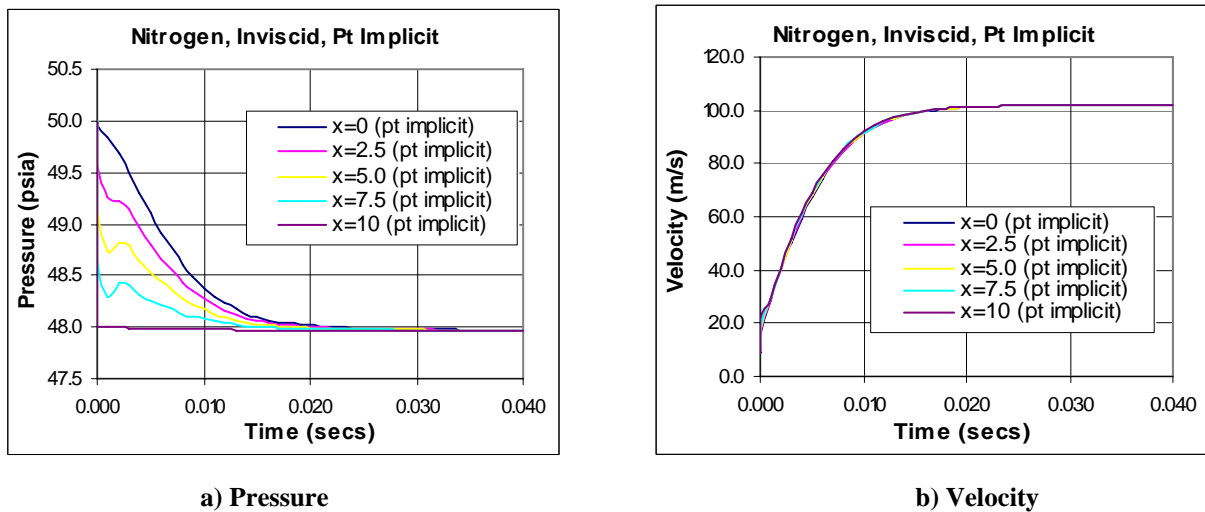 Nitrogen, Inviscid, Pt Implicit
50.5
50.0
49.5
49.0
48.5
48.0
47.5
Pressure (psia)
x=0 (pt implicit)
x=2.5 (pt implicit)
x=5.0 (pt implicit)
x=7.5 (pt implicit)
x=10 (pt implicit)
0.000 0.010 0.020 0.030 0.040
Time (secs)
a) Pressure
Nitrogen, Inviscid, Pt Implicit
120.0
100.0
80.0
60.0
40.0
20.0
0.0
Velocity (m/s)
x=0 (pt implicit)
x=2.5 (pt implicit)
x=5.0 (pt implicit)
x=7.5 (pt implicit)
x=10 (pt implicit)
0.000 0.010 0.020 0.030 0.040
Time (secs)
b) Velocity